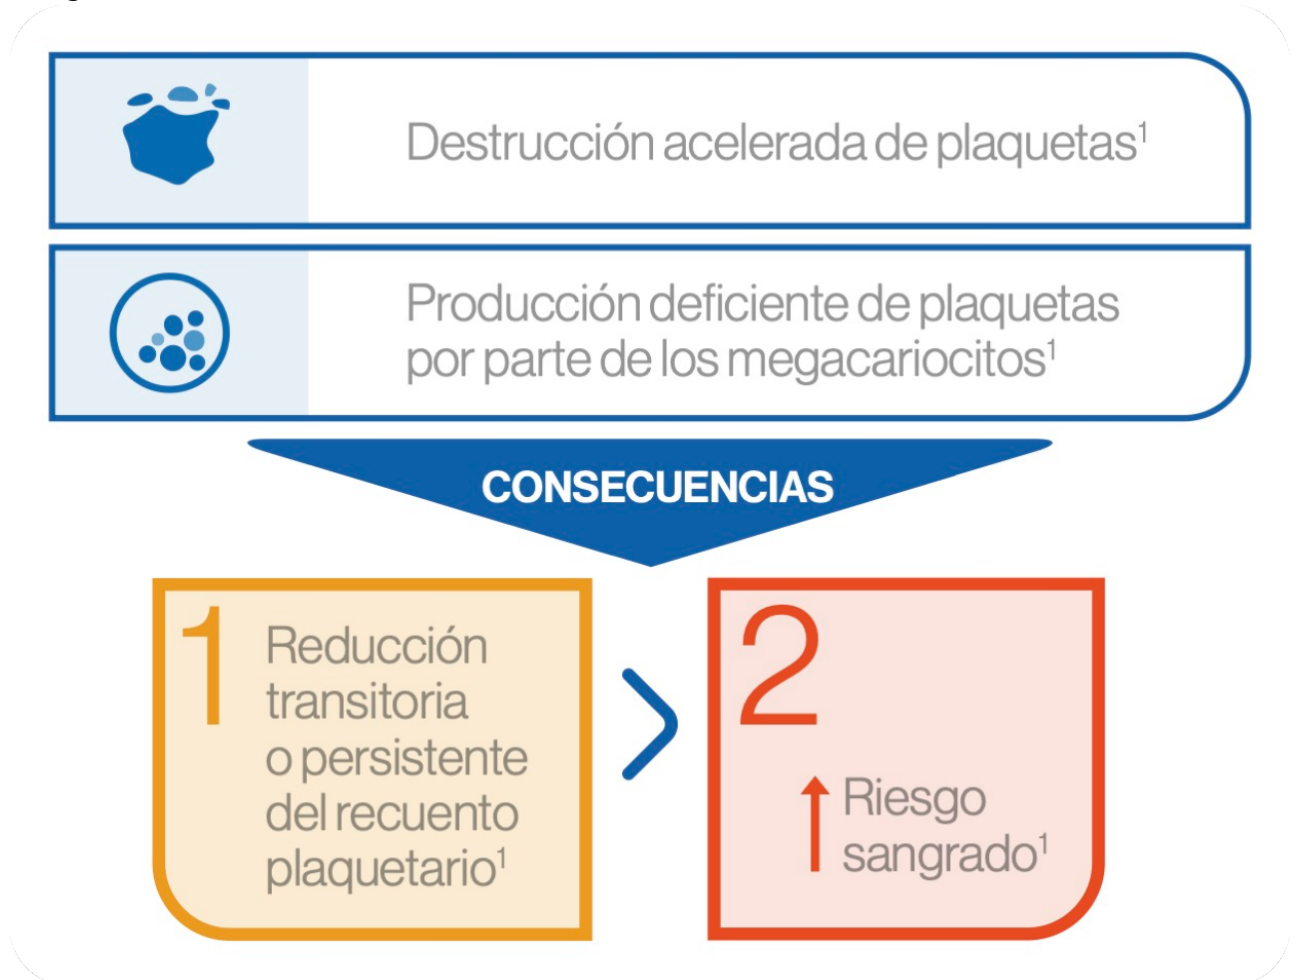 Destrucción acelerada de plaquetas¹
Producción deficiente de plaquetas
por parte de los megacariocitos¹
CONSECUENCIAS
1
Reducción
transitoria
o persistente
del recuento
plaquetario¹
2
Riesgo
sangrado¹